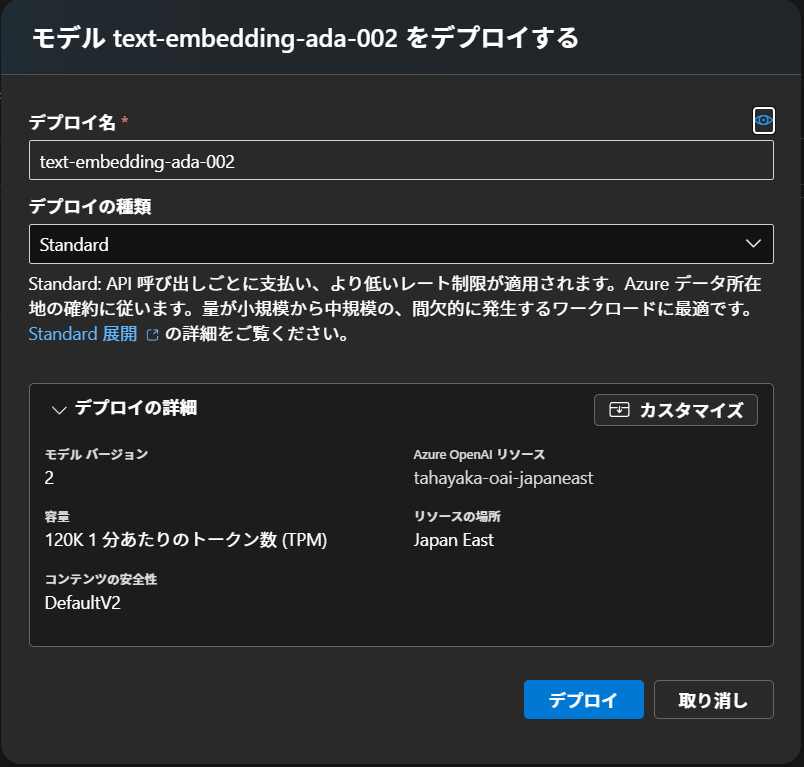 モデル text-embedding-ada-002 をデプロイする
デプロイ名 *
text-embedding-ada-002
デプロイの種類
Standard
Standard: API 呼び出しごとに支払い、より低いレート制限が適用されます。Azure データ所在
地の確約に従います。量が小規模から中規模の、間欠的に発生するワークロードに最適です。
Standard 展開 の詳細をご覧ください。
デプロイの詳細
カスタマイズ
モデル バージョン
2
Azure OpenAI リソース
tahayaka-oai-japaneast
容量
120K 1 分あたりのトークン数 (TPM)
リソースの場所
Japan East
コンテンツの安全性
DefaultV2
デプロイ
取り消し